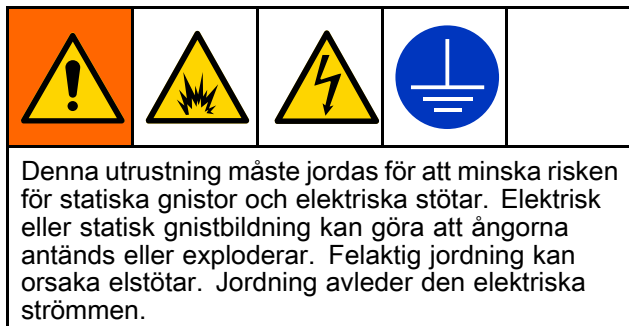 Denna utrustning måste jordas för att minska risken
för statiska gnistor och elektriska stötar. Elektrisk
eller statisk gnistbildning kan göra att ångorna
antänds eller exploderar. Felaktig jordning kan
orsaka elstötar. Jordning avleder den elektriska
strömmen.